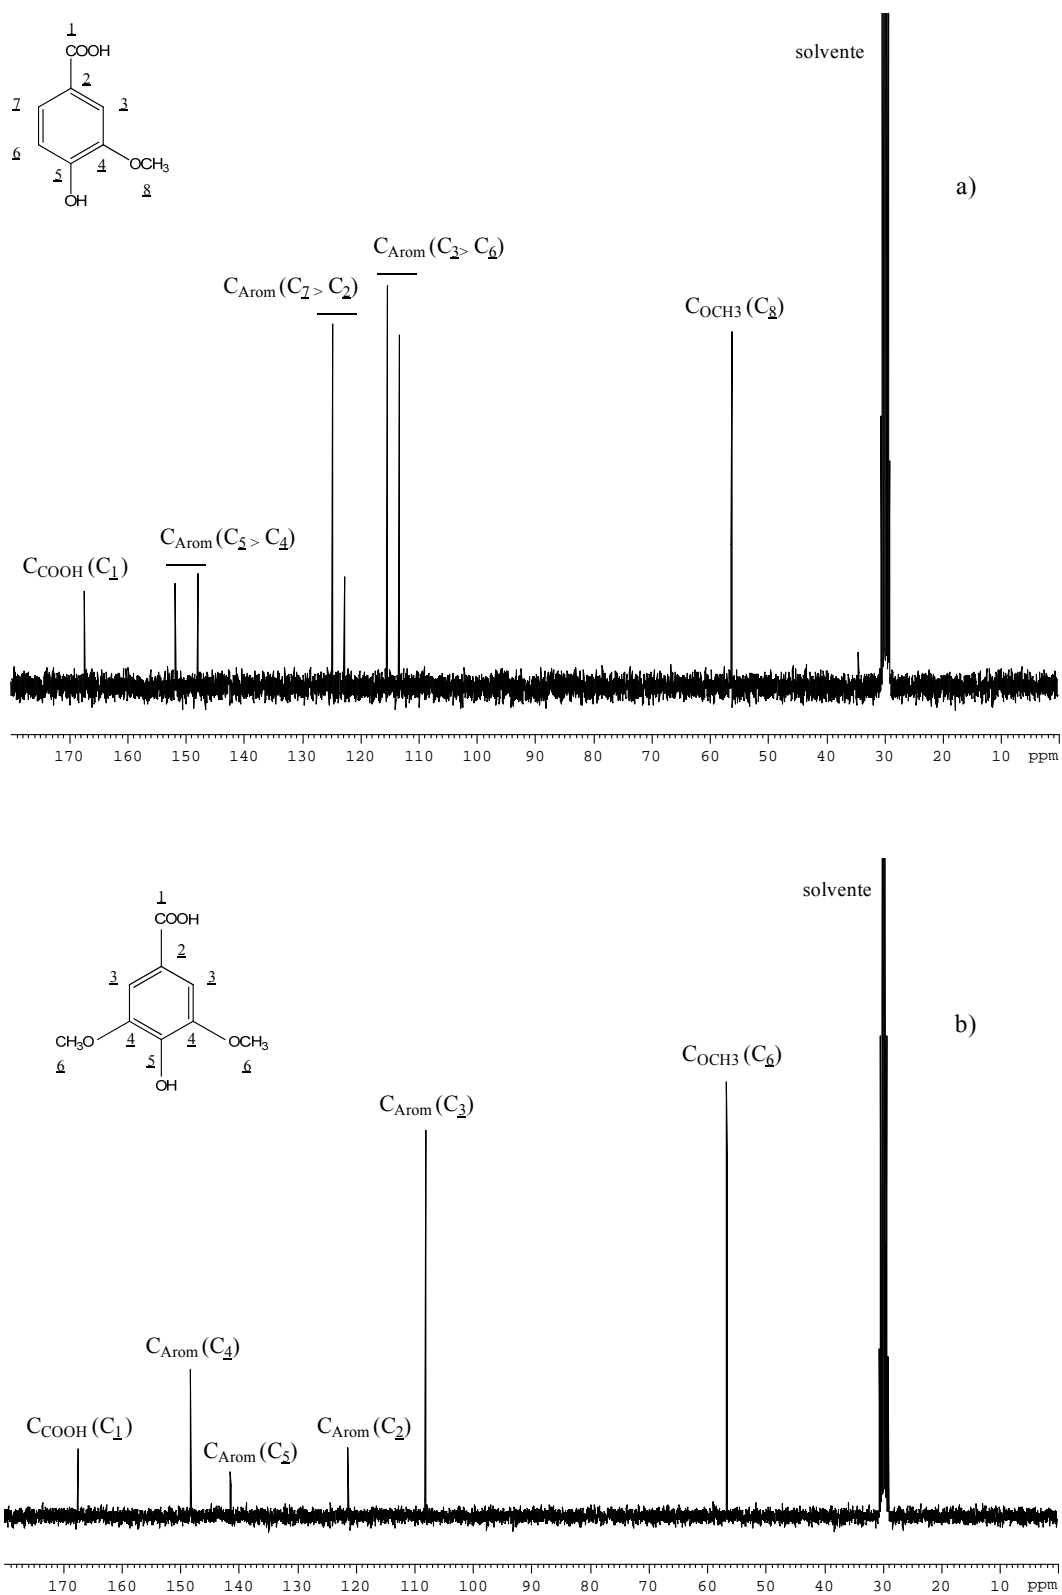 1
COOH
2
7
3
6
4
OCH3
5
8
OH
solvente
a)
CArom (C3> C6)
CArom (C7 > C2)
COCH3 (C8)
CArom (C5 > C4)
CCOOH (C1)
170 160 150 140 130 120 110 100 90 80 70 60 50 40 30 20 10 ppm
1
COOH
2
3 3
CH3O 4 4 OCH3
6 5 6
OH
solvente
b)
COCH3 (C6)
CArom (C3)
CArom (C4)
CCOOH (C1)
CArom (C2)
CArom (C5)
170 160 150 140 130 120 110 100 90 80 70 60 50 40 30 20 10 ppm